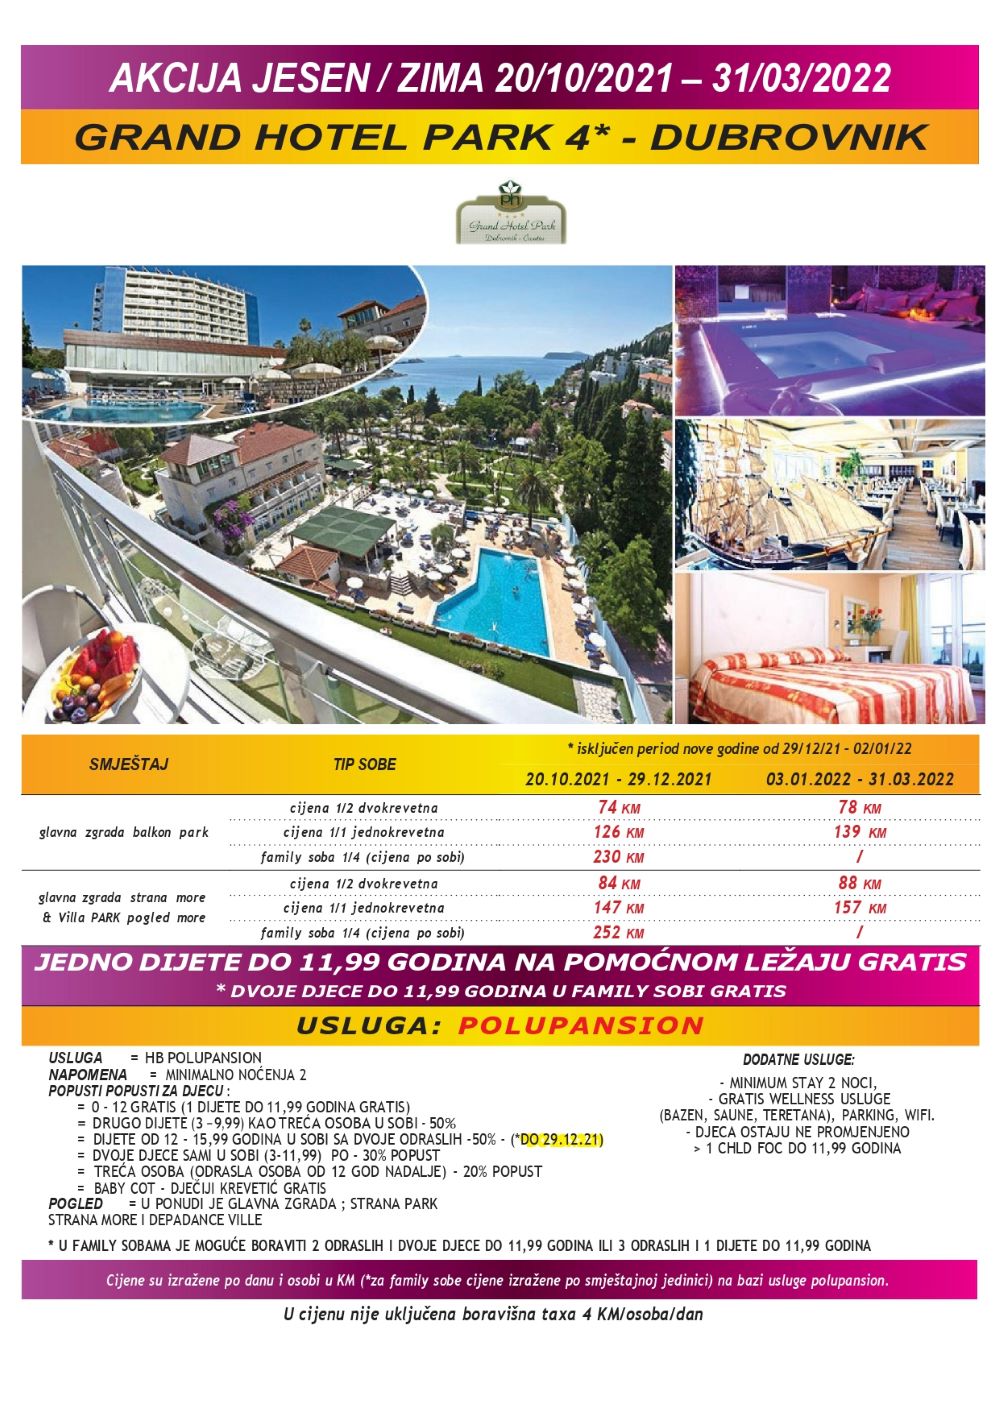 AKCIJA JESEN / ZIMA 20/10/2021 – 31/03/2022
GRAND HOTEL PARK 4* - DUBROVNIK
Ph
Grand Hotel Park
Dubrovnik - Croatia
* isključen period nove godine od 29/12/21 - 02/01/22
SMJEŠTAJ TIP SOBE 20.10.2021 - 29.12.2021 03.01.2022 - 31.03.2022
cijena 1/2 dvokrevetna 74 KM 78 KM
glavna zgrada balkon park cijena 1/1 jednokrevetna 126 KM 139 KM
family soba 1/4 (cijena po sobi) 230 KM /
cijena 1/2 dvokrevetna 84 KM 88 KM
glavna zgrada strana more
& Villa PARK pogled more
cijena 1/1 jednokrevetna 147 KM 157 KM
family soba 1/4 (cijena po sobi) 252 KM /
JEDNO DIJETE DO 11,99 GODINA NA POMOĆNOM LEŽAJU GRATIS
* DVOJE DJECE DO 11,99 GODINA U FAMILY SOBI GRATIS
USLUGA: POLUPANSION
USLUGA = HB POLUPANSION
NAPOMENA = MINIMALNO NOĆENJA 2
POPUSTI POPUSTI ZA DJECU :
= 0 - 12 GRATIS (1 DIJETE DO 11,99 GODINA GRATIS)
= DRUGO DIJETE (3 –9,99) KAO TREĆA OSOBA U SOBI - 50%
= DIJETE OD 12 - 15,99 GODINA U SOBI SA DVOJE ODRASLIH -50% - (*DO 29.12.21)
= DVOJE DJECE SAMI U SOBI (3-11,99) PO - 30% POPUST
= TREĆA OSOBA (ODRASLA OSOBA OD 12 GOD NADALJE) - 20% POPUST
= BABY COT - DJEČIJI KREVETIĆ GRATIS
POGLED = U PONUDI JE GLAVNA ZGRADA ; STRANA PARK
STRANA MORE I DEPADANCE VILLE
DODATNE USLUGE:
- MINIMUM STAY 2 NOCI,
- GRATIS WELLNESS USLUGE
(BAZEN, SAUNE, TERETANA), PARKING, WIFI.
- DJECA OSTAJU NE PROMJENJENO
> 1 CHLD FOC DO 11,99 GODINA
* U FAMILY SOBAMA JE MOGUĆE BORAVITI 2 ODRASLIH I DVOJE DJECE DO 11,99 GODINA ILI 3 ODRASLIH I 1 DIJETE DO 11,99 GODINA
Cijene su izražene po danu i osobi u KM (*za family sobe cijene izražene po smještajnoj jedinici) na bazi usluge polupansion.
U cijenu nije uključena boravišna taxa 4 KM/osoba/dan